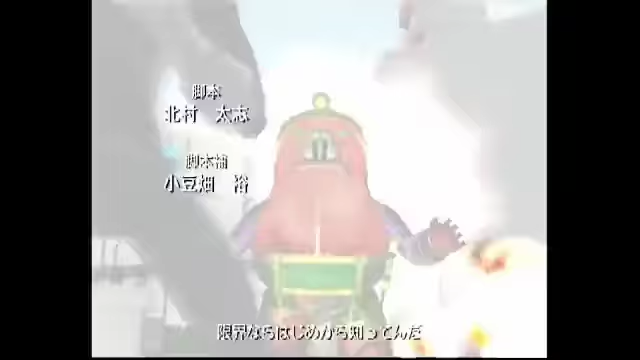 脚本
北村 太志
脚本補
小豆畑 裕
限界ならはじめから知ってんだ